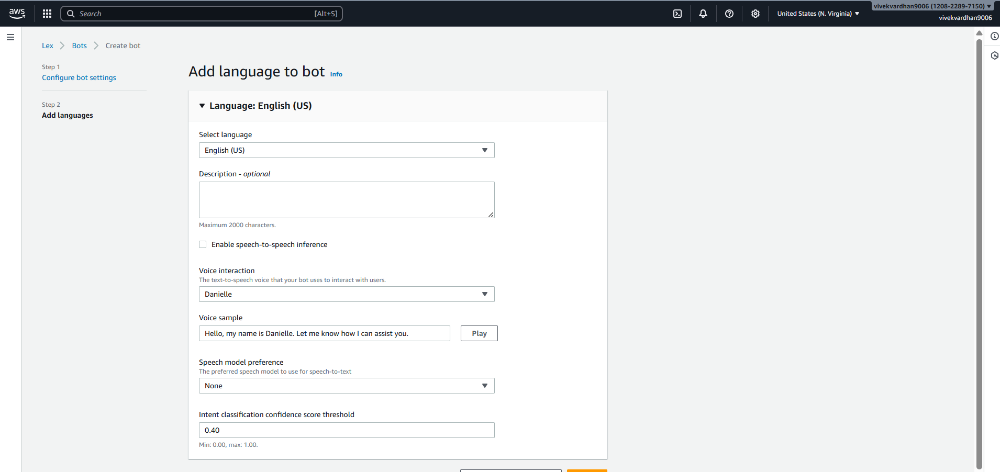 aws
Search
[Alt+S]
United States (N. Virginia)
vivekvardhan9006 (1208-2289-7150)
vivekvardhan9006
Lex
Bots
Create bot
Step 1
Configure bot settings
Step 2
Add languages
Add language to bot Info
Language: English (US)
Select language
English (US)
Description - optional
Maximum 2000 characters.
Enable speech-to-speech inference
Voice interaction
The text-to-speech voice that your bot uses to interact with users.
Danielle
Voice sample
Hello, my name is Danielle. Let me know how I can assist you.
Play
Speech model preference
The preferred speech model to use for speech-to-text
None
Intent classification confidence score threshold
0.40
Min: 0.00, max: 1.00.